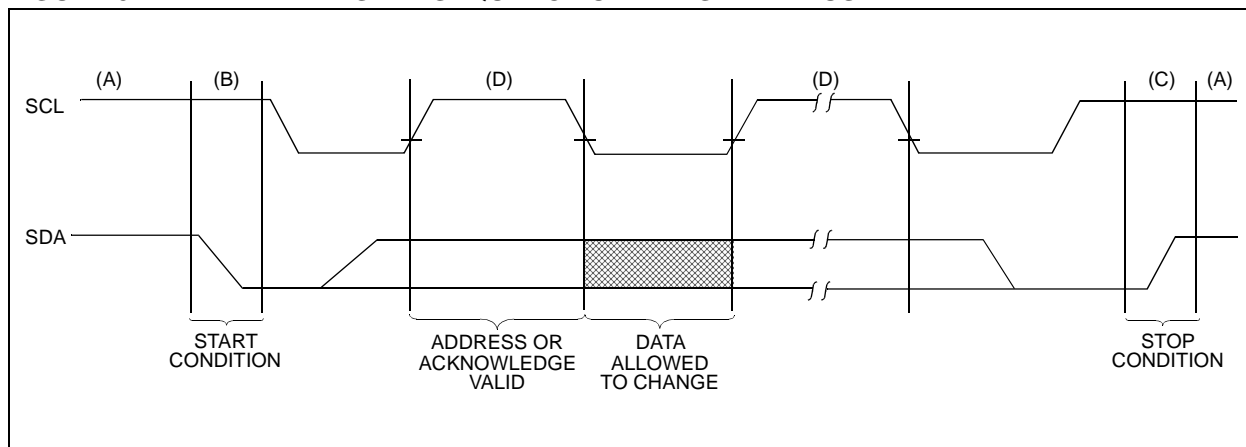 (A) (B) (D) (D) (C) (A)
SCL
SDA
START
CONDITION
ADDRESS OR
ACKNOWLEDGE
VALID
DATA
ALLOWED
TO CHANGE
STOP
CONDITION